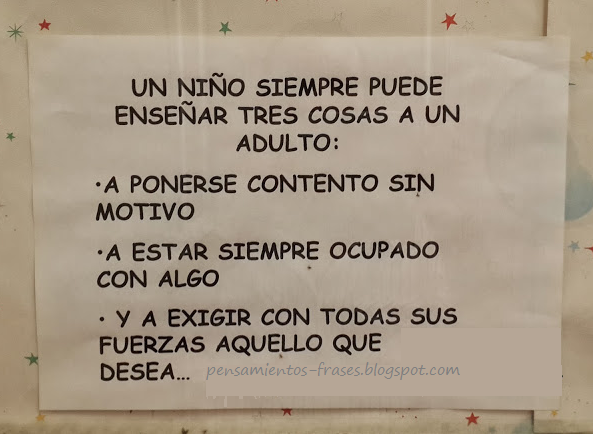 UN NIÑO SIEMPRE PUEDE
ENSEÑAR TRES COSAS A UN
ADULTO:
•A PONERSE CONTENTO SIN
MOTIVO
•A ESTAR SIEMPRE OCUPADO
CON ALGO
• Y A EXIGIR CON TODAS SUS
FUERZAS AQUELLO QUE
DESEA... pensamientos-frases.blogspot.com